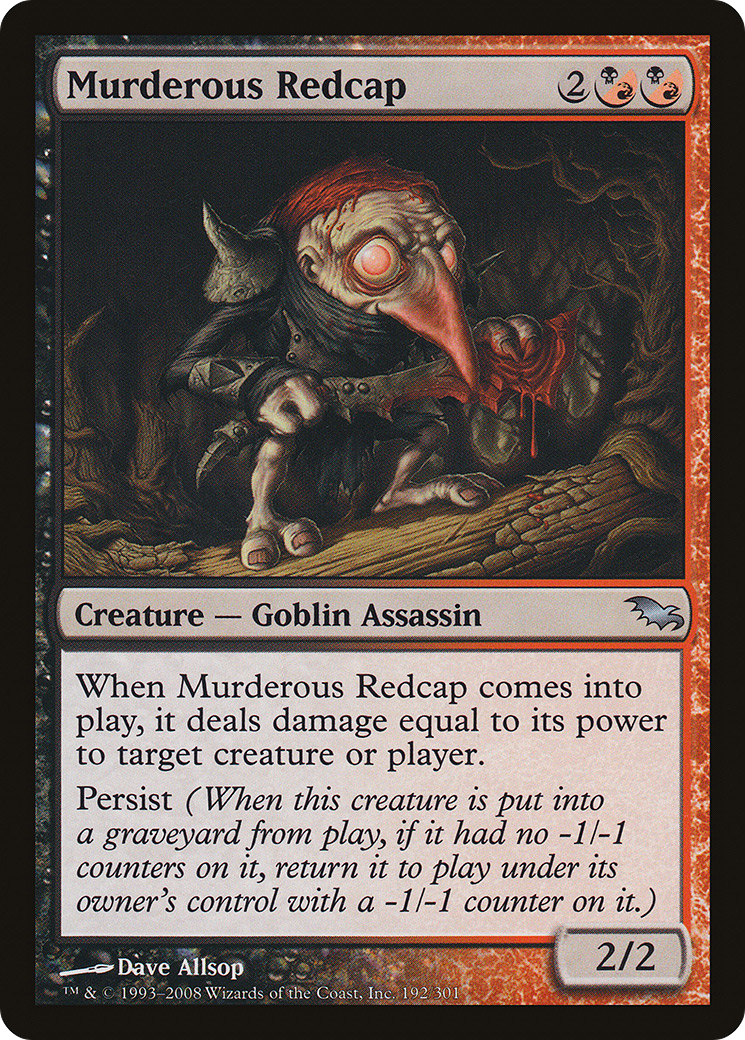 Murderous Redcap 2
Creature — Goblin Assassin
When Murderous Redcap comes into
play, it deals damage equal to its power
to target creature or player.
Persist (When this creature is put into
a graveyard from play, if it had no -1/-1
counters on it, return it to play under its
owner's control with a -1/-1 counter on it.)
2/2
Dave Allsop
™ & © 1993–2008 Wizards of the Coast, Inc. 192/301